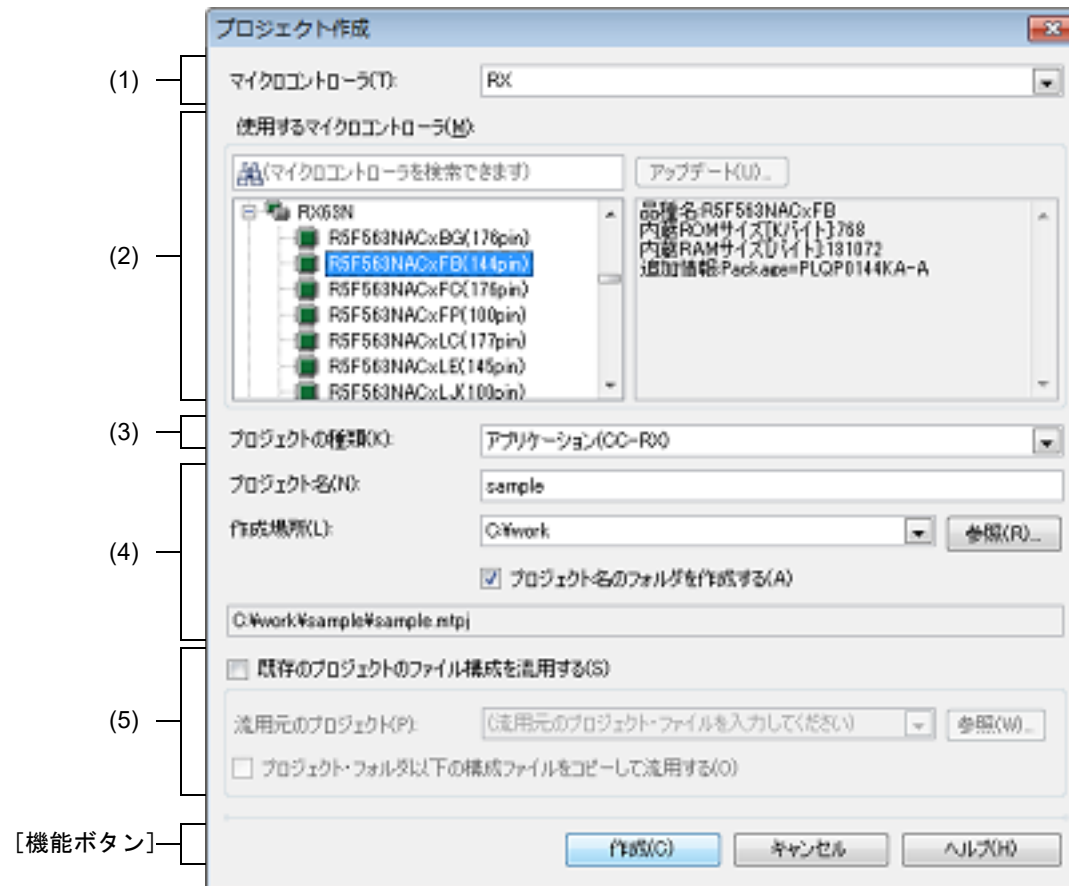 プロジェクト作成
(1)
マイクロコントローラ(T):
RX
(2)
使用するマイクロコントローラ(M):
(マイクロコントローラを検索できます)
アップデート(U)...
RX63N
R5F563NACxBG(176pin)
R5F563NACxFB(144pin)
R5F563NACxFC(176pin)
R5F563NACxFP(100pin)
R5F563NACxLC(177pin)
R5F563NACxLE(145pin)
R5F563NACxLJ(100pin)
品種名:R5F563NACxFB
内蔵ROMサイズ[Kバイト]:768
内蔵RAMサイズ[バイト]:131072
追加情報:Package=PLQP0144KA-A
(3)
プロジェクトの種類(K):
アプリケーション(CC-RX)
(4)
プロジェクト名(N):
sample
作成場所(L):
C:¥work
参照(R)...
プロジェクト名のフォルダを作成する(A)
C:¥work¥sample¥sample.mtpj
(5)
既存のプロジェクトのファイル構成を流用する(S)
流用元のプロジェクト(P):
(流用元のプロジェクト・ファイルを入力してください)
参照(W)...
プロジェクト・フォルダ以下の構成ファイルをコピーして流用する(O)
[機能ボタン]
作成(C)
キャンセル
ヘルプ(H)